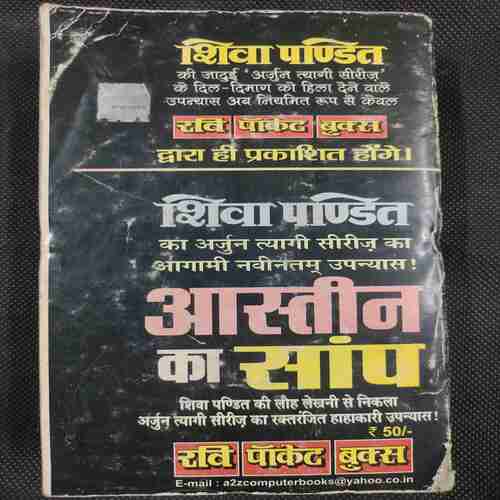 शिवा पण्डित
की जादुई 'अर्जुन त्यागी सीरीज़'
के दिल-दिमाग को हिला देने वाले
उपन्यास अब नियमित रूप से केवल
रवि पॉकेट बुक्स
द्वारा ही प्रकाशित होंगे।
शिवा पण्डित
का अर्जुन त्यागी सीरीज़ का
आगामी नवीनतम् उपन्यास!
आस्तीन
का सांप
शिवा पण्डित की लौह लेखनी से निकला
अर्जुन त्यागी सीरीज़ का रक्तरंजित हाहाकारी उपन्यास!
₹ 50/-
रवि पॉकेट बुक्स
E-mail : a2zcomputerbooks@yahoo.co.in